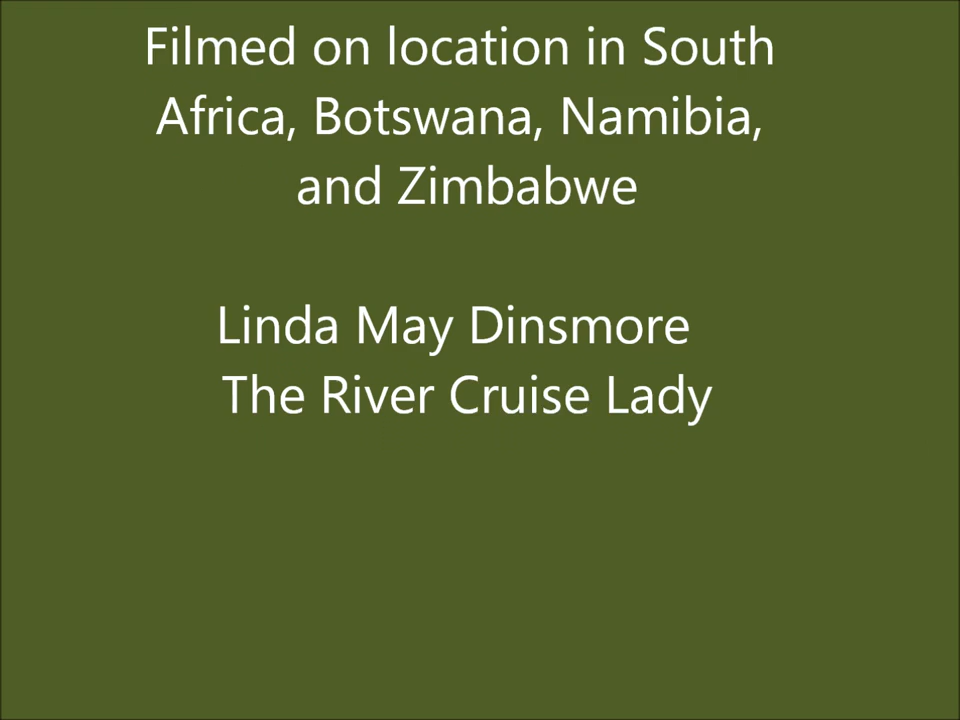 Filmed on location in South
Africa, Botswana, Namibia,
and Zimbabwe
Linda May Dinsmore
The River Cruise Lady